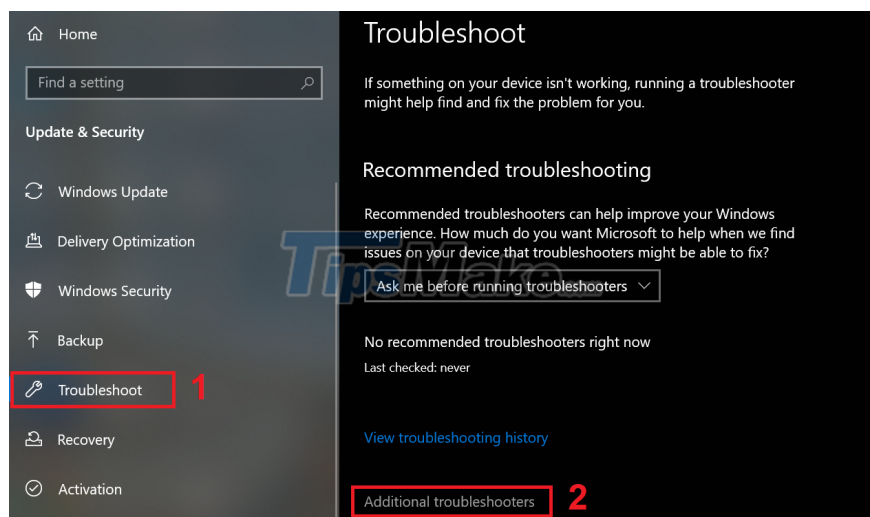 Home
Find a setting
Update & Security
Windows Update
Delivery Optimization
Windows Security
Backup
Troubleshoot 1
Recovery
Activation
Troubleshoot
If something on your device isn't working, running a troubleshooter
might help find and fix the problem for you.
Recommended troubleshooting
Recommended troubleshooters can help improve your Windows
experience. How much do you want Microsoft to help when we find
issues on your device that troubleshooters might be able to fix?
TipsMake.com
Ask me before running troubleshooters
No recommended troubleshooters right now
Last checked: never
View troubleshooting history
Additional troubleshooters 2